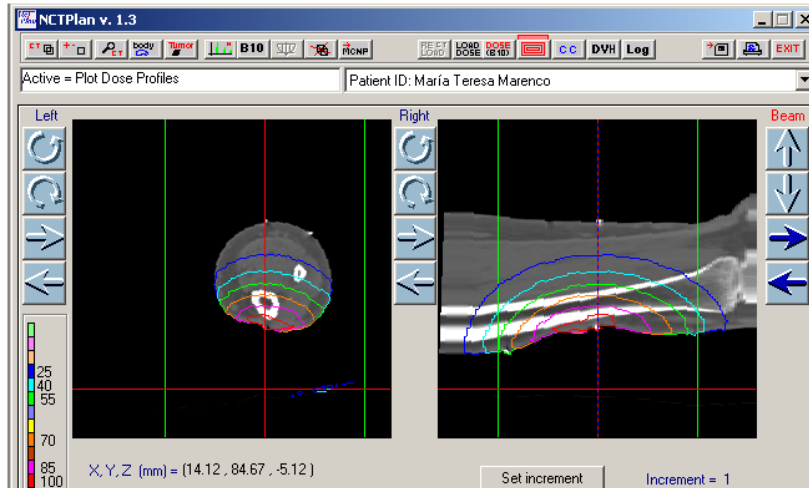 NCTPlan v. 1.3
CT body Tumor B10 MCNP LOAD DOSE DOSE (B10) CC DVH Log EXIT
Active = Plot Dose Profiles
Patient ID: María Teresa Marenco
Left Right Beam
25
40
55
70
85
100
X, Y, Z (mm) = (14.12 , 84.67 , -5.12 )
Set increment
Increment = 1